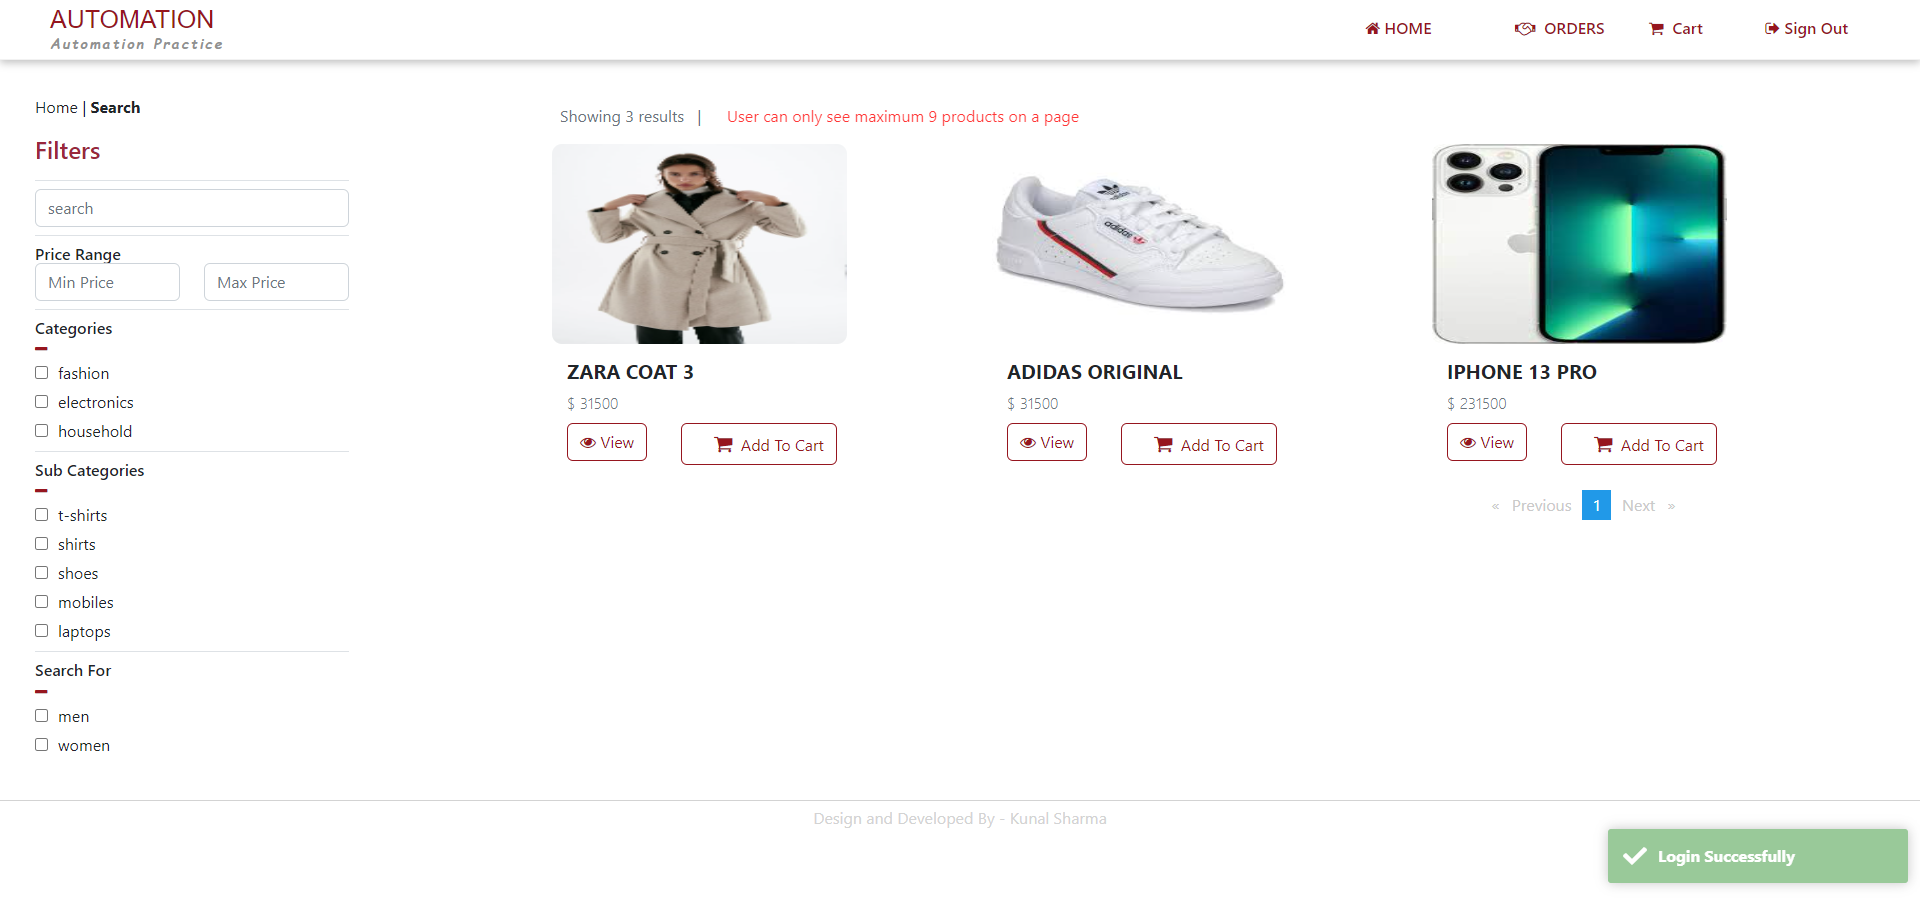 AUTOMATION
Automation Practice
HOME
ORDERS
Cart
Sign Out
Home | Search
Filters
search
Price Range
Min Price
Max Price
Categories
fashion
electronics
household
Sub Categories
t-shirts
shirts
shoes
mobiles
laptops
Search For
men
women
Showing 3 results |
User can only see maximum 9 products on a page
ZARA COAT 3
$ 31500
View
Add To Cart
adidas
adidas
ADIDAS ORIGINAL
$ 31500
View
Add To Cart
IPHONE 13 PRO
$ 231500
View
Add To Cart
« Previous 1 Next »
Design and Developed By - Kunal Sharma
Login Successfully